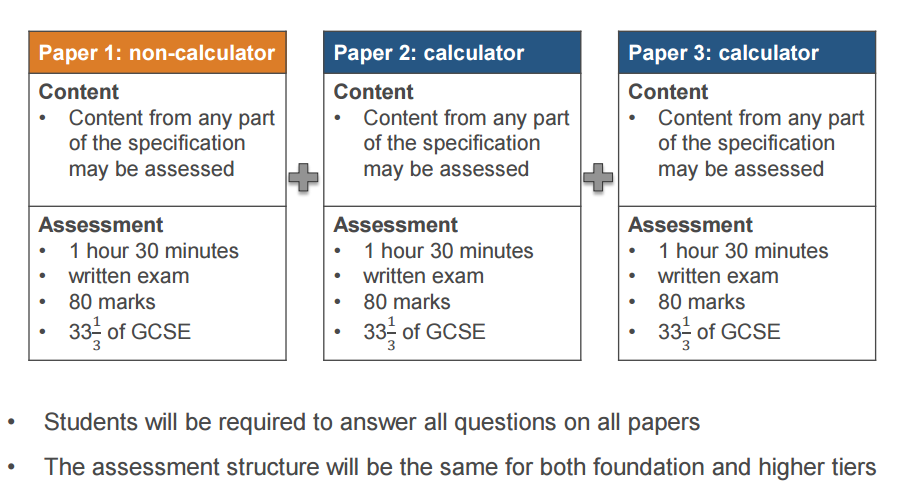 Paper 1: non-calculator
Content
• Content from any part
of the specification
may be assessed
Assessment
• 1 hour 30 minutes
• written exam
• 80 marks
• 33 1/3 of GCSE
Paper 2: calculator
Content
• Content from any part
of the specification
may be assessed
Assessment
• 1 hour 30 minutes
• written exam
• 80 marks
• 33 1/3 of GCSE
Paper 3: calculator
Content
• Content from any part
of the specification
may be assessed
Assessment
• 1 hour 30 minutes
• written exam
• 80 marks
• 33 1/3 of GCSE
• Students will be required to answer all questions on all papers
• The assessment structure will be the same for both foundation and higher tiers